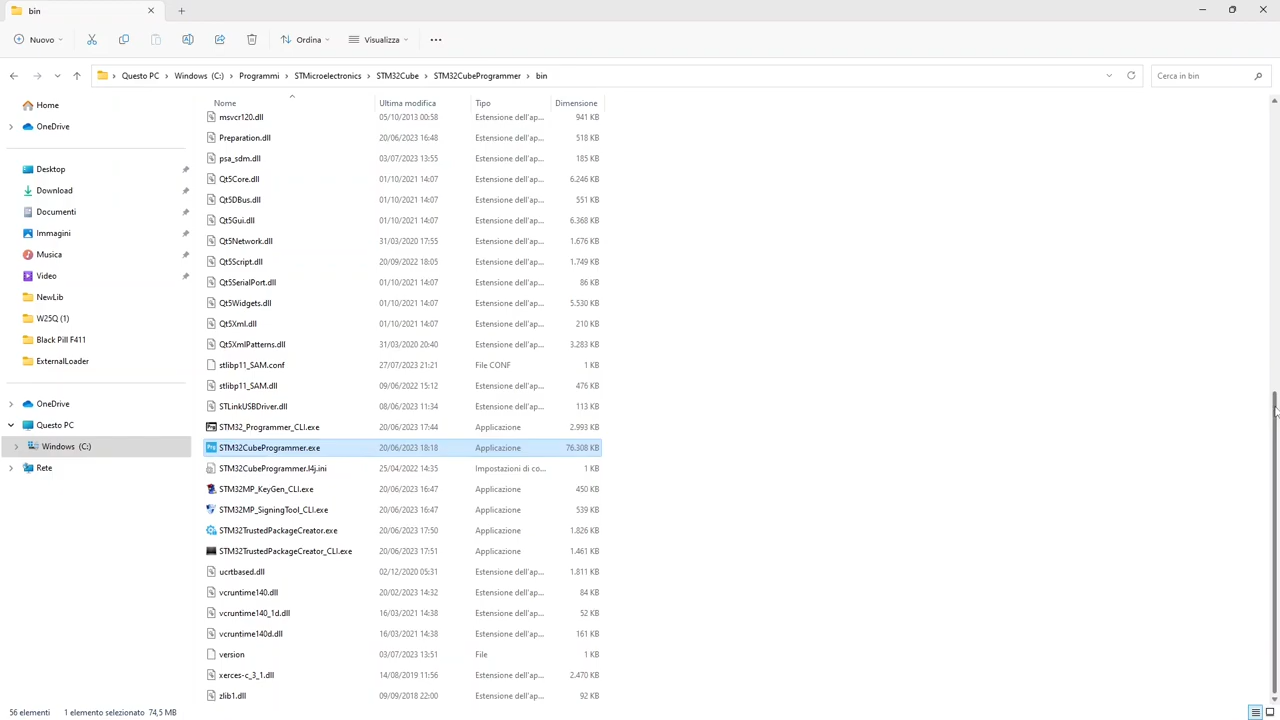 bin
Nuovo
Ordina
Visualizza
Questo PC > Windows (C:) > Programmi > STMicroelectronics > STM32Cube > STM32CubeProgrammer > bin
Cerca in bin
Home
OneDrive
Desktop
Download
Documenti
Immagini
Musica
Video
NewLib
W25Q (1)
Black Pill F411
ExternalLoader
OneDrive
Questo PC
Windows (C:)
Rete
Nome Ultima modifica Tipo Dimensione
msvcr120.dll 05/10/2013 00:58 Estensione dell'ap... 941 KB
Preparation.dll 20/06/2023 16:48 Estensione dell'ap... 518 KB
psa_sdm.dll 03/07/2023 13:55 Estensione dell'ap... 185 KB
Qt5Core.dll 01/10/2021 14:07 Estensione dell'ap... 6.246 KB
Qt5DBus.dll 01/10/2021 14:07 Estensione dell'ap... 551 KB
Qt5Gui.dll 01/10/2021 14:07 Estensione dell'ap... 6.368 KB
Qt5Network.dll 31/03/2020 17:55 Estensione dell'ap... 1.676 KB
Qt5Script.dll 20/09/2022 18:05 Estensione dell'ap... 1.749 KB
Qt5SerialPort.dll 01/10/2021 14:07 Estensione dell'ap... 86 KB
Qt5Widgets.dll 01/10/2021 14:07 Estensione dell'ap... 5.530 KB
Qt5Xml.dll 01/10/2021 14:07 Estensione dell'ap... 210 KB
Qt5XmlPatterns.dll 31/03/2020 20:40 Estensione dell'ap... 3.283 KB
stlibp11_SAM.conf 27/07/2023 21:21 File CONF 1 KB
stlibp11_SAM.dll 09/06/2022 15:12 Estensione dell'ap... 476 KB
STLinkUSBDriver.dll 08/06/2023 11:34 Estensione dell'ap... 113 KB
STM32_Programmer_CLI.exe 20/06/2023 17:44 Applicazione 2.993 KB
STM32CubeProgrammer.exe 20/06/2023 18:18 Applicazione 76.308 KB
STM32CubeProgrammer.l4j.ini 25/04/2022 14:35 Impostazioni di co... 1 KB
STM32MP_KeyGen_CLI.exe 20/06/2023 16:47 Applicazione 450 KB
STM32MP_SigningTool_CLI.exe 20/06/2023 16:47 Applicazione 539 KB
STM32TrustedPackageCreator.exe 20/06/2023 17:50 Applicazione 1.826 KB
STM32TrustedPackageCreator_CLI.exe 20/06/2023 17:51 Applicazione 1.461 KB
ucrtbased.dll 02/12/2020 05:31 Estensione dell'ap... 1.811 KB
vcruntime140.dll 20/02/2023 14:32 Estensione dell'ap... 84 KB
vcruntime140_1d.dll 16/03/2021 14:38 Estensione dell'ap... 52 KB
vcruntime140d.dll 16/03/2021 14:38 Estensione dell'ap... 161 KB
version 03/07/2023 13:51 File 1 KB
xerces-c_3_1.dll 14/08/2019 11:56 Estensione dell'ap... 2.470 KB
zlib1.dll 09/09/2018 22:00 Estensione dell'ap... 92 KB
56 elementi 1 elemento selezionato 74,5 MB